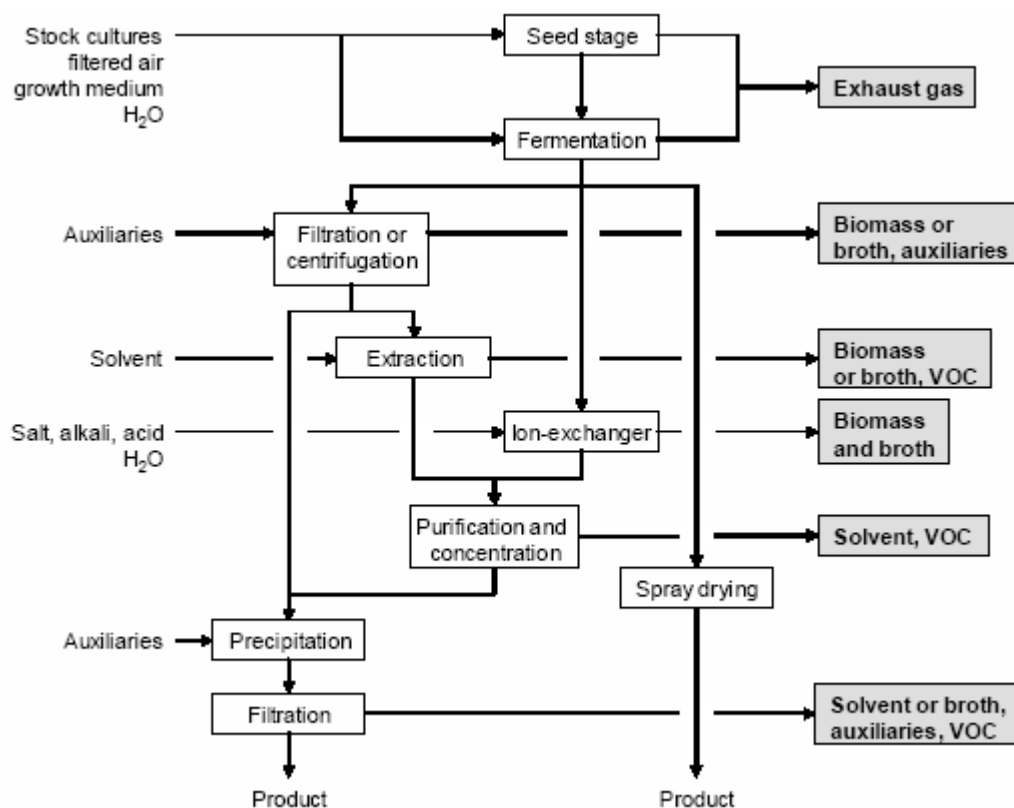 Stock cultures
filtered air
growth medium
H₂O
Seed stage
Exhaust gas
Fermentation
Auxiliaries
Filtration or
centrifugation
Biomass or
broth, auxiliaries
Solvent
Extraction
Biomass
or broth, VOC
Salt, alkali, acid
H₂O
Ion-exchanger
Biomass
and broth
Purification and
concentration
Solvent, VOC
Spray drying
Auxiliaries
Precipitation
Filtration
Solvent or broth,
auxiliaries, VOC
Product
Product